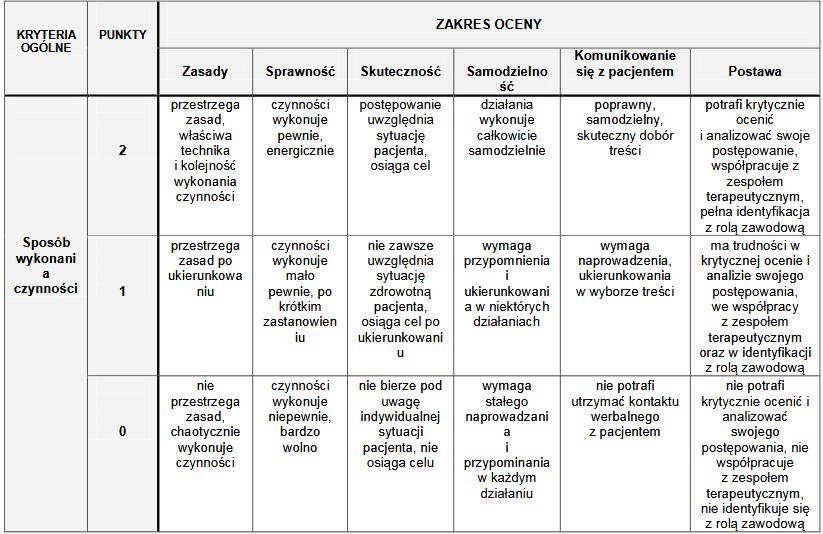 KRYTERIA
OGÓLNE
PUNKTY
ZAKRES OCENY
Zasady
Sprawność
Skuteczność
Samodzielno
ść
Komunikowanie
się z pacjentem
Postawa
Sposób
wykonani
a
czynności
2
przestrzega
zasad,
właściwa
technika
i kolejność
wykonania
czynności
czynności
wykonuje
pewnie,
energicznie
postępowanie
uwzględnia
sytuację
pacjenta,
osiąga cel
działania
wykonuje
całkowicie
samodzielnie
poprawny,
samodzielny,
skuteczny dobór
treści
potrafi krytycznie
ocenić
i analizować swoje
postępowanie,
współpracuje z
zespołem
terapeutycznym,
pełna identyfikacja
z rolą zawodową
1
przestrzega
zasad po
ukierunkowa
niu
czynności
wykonuje
mało
pewnie, po
krótkim
zastanowien
iu
nie zawsze
uwzględnia
sytuację
zdrowotną
pacjenta,
osiąga cel po
ukierunkowani
u
wymaga
przypomnienia
i
ukierunkowani
a w niektórych
działaniach
wymaga
naprowadzenia,
ukierunkowania
w wyborze treści
ma trudności w
krytycznej ocenie i
analizie swojego
postępowania,
we współpracy
z zespołem
terapeutycznym
oraz w identyfikacji
z rolą zawodową
0
nie
przestrzega
zasad,
chaotycznie
wykonuje
czynności
czynności
wykonuje
niepewnie,
bardzo
wolno
nie bierze pod
uwagę
indywidualnej
sytuacji
pacjenta, nie
osiąga celu
wymaga
stałego
naprowadzani
a
i
przypominania
w każdym
działaniu
nie potrafi
utrzymać kontaktu
werbalnego
z pacjentem
nie potrafi
krytycznie ocenić i
analizować
swojego
postępowania, nie
współpracuje
z zespołem
terapeutycznym,
nie identyfikuje się
z rolą zawodową